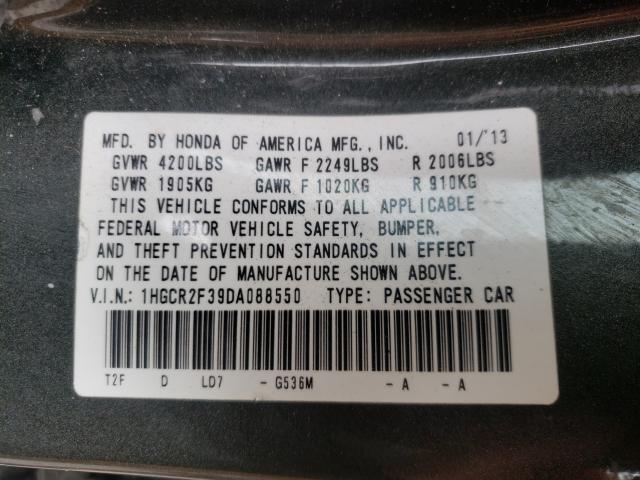 MFD. BY HONDA OF AMERICA MFG., INC. 01/'13
GVWR 4200LBS GAWR F 2249LBS R 2006LBS
GVWR 1905KG GAWR F 1020KG R 910KG
THIS VEHICLE CONFORMS TO ALL APPLICABLE
FEDERAL MOTOR VEHICLE SAFETY, BUMPER,
AND THEFT PREVENTION STANDARDS IN EFFECT
ON THE DATE OF MANUFACTURE SHOWN ABOVE.
V.I.N.: 1HGCR2F39DA088550 TYPE: PASSENGER CAR
T2F D LD7 - G536M - A - A